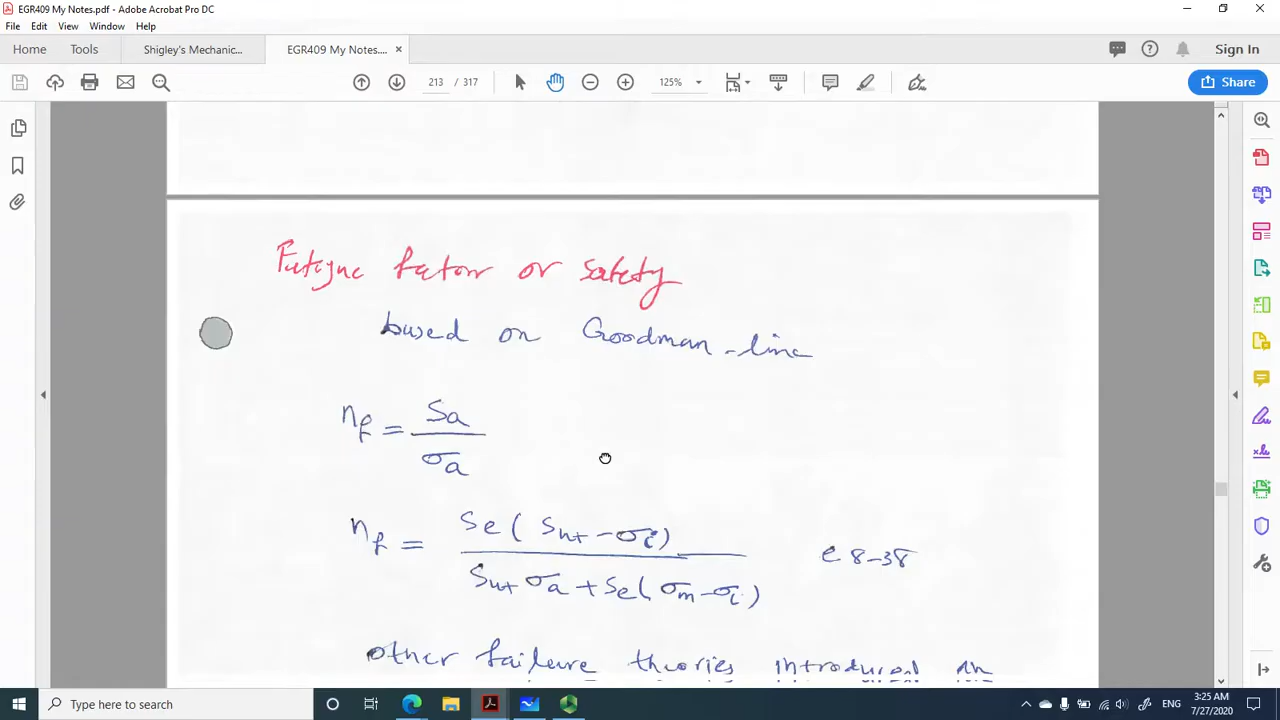 EGR409 My Notes.pdf - Adobe Acrobat Pro DC
File Edit View Window Help
Home Tools Shigley's Mechanic... EGR409 My Notes.... × Sign In
213 / 317 125% Share
Fatigue factor or safety
based on Goodman-line
nf = Sa / σa
nf = Se(Sut - σi) / Sut σa + Se(σm - σi) e 8-38
other failure theories introduced in
Type here to search ENG 3:25 AM
7/27/2020